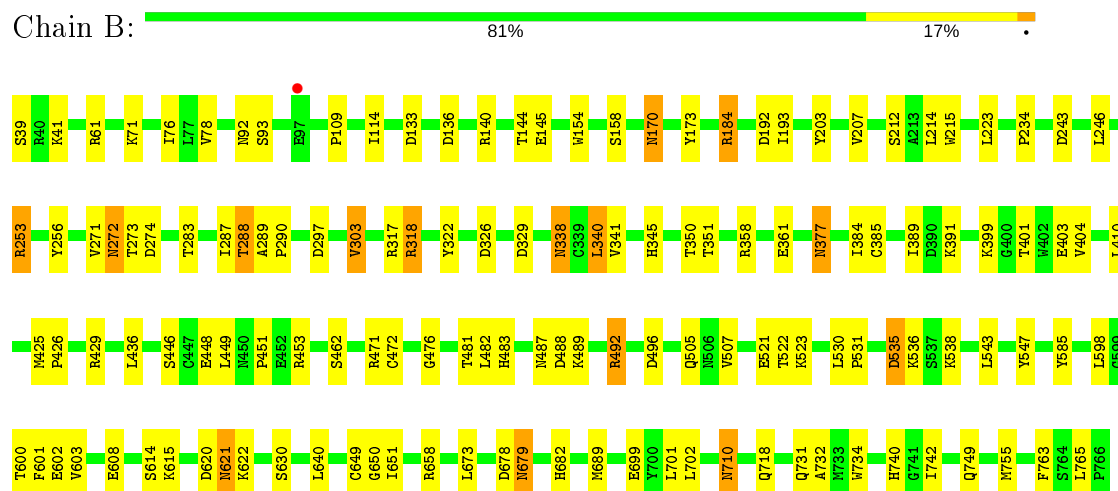 Chain B:
81% 17% •
S39 R40 K41 R61 K71 I76 L77 V78 N92 S93 E97 P109 I114 D133 D136 R140 T144 E145 W154 S158 N170 Y173 R184 D192 I193 Y203 V207 S212 A213 L214 W215 L223 P234 D243 L246
R253 Y256 V271 N272 T273 D274 T283 I287 T288 A289 P290 D297 V303 R317 R318 Y322 D326 D329 N338 C339 L340 V341 H345 T350 T351 R358 E361 N377 I384 C385 I389 D390 K391 K399 G400 T401 W402 E403 V404 L410
M425 P426 R429 L436 S446 C447 E448 L449 N450 P451 E452 R453 S462 R471 C472 G476 T481 L482 H483 N487 D488 K489 R492 D496 Q505 N506 V507 E521 T522 K523 L530 P531 D535 K536 S537 K538 L543 Y547 Y585 L598
T600 F601 E602 V603 E608 S614 K615 D620 N621 K622 S630 L640 C649 G650 I651 R658 L673 D678 N679 H682 M689 E699 Y700 L701 L702 N710 Q718 Q731 A732 M733 W734 H740 G741 I742 Q749 M755 F763 S764 L765 P766